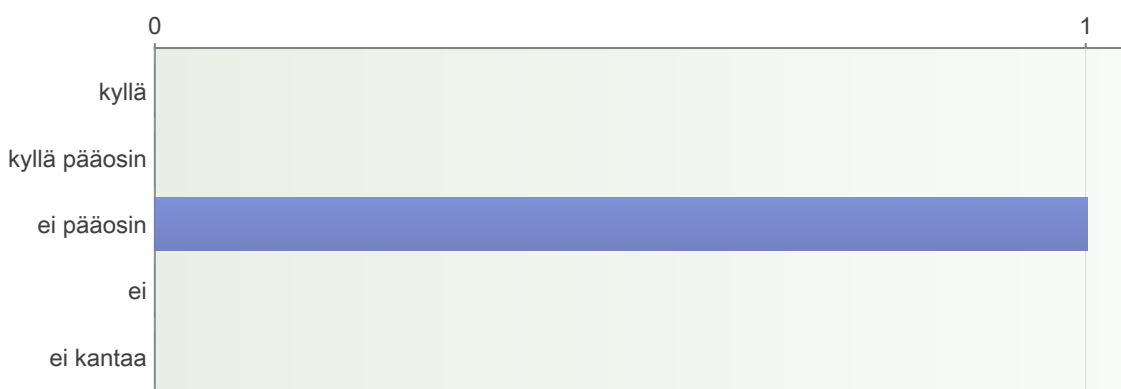 0 1
kyllä
kyllä pääosin
ei pääosin
ei
ei kantaa